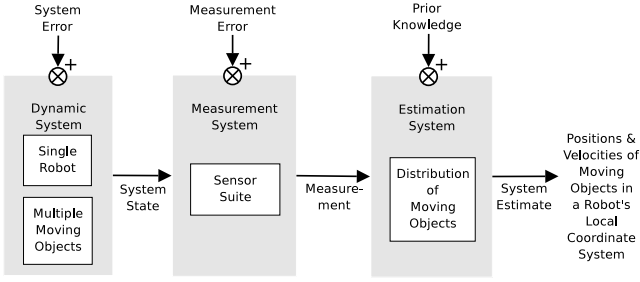 System
Error
+
Measurement
Error
+
Prior
Knowledge
+
Dynamic
System
Single
Robot
Multiple
Moving
Objects
System
State
Measurement
System
Sensor
Suite
Measure-
ment
Estimation
System
Distribution
of
Moving
Objects
System
Estimate
Positions &
Velocities of
Moving
Objects in
a Robot's
Local
Coordinate
System